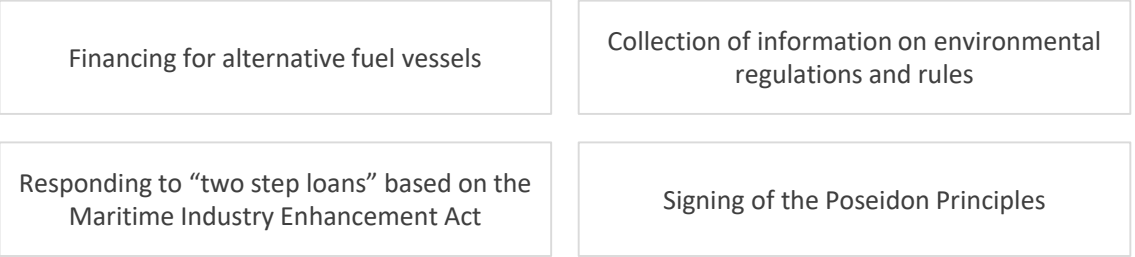 Financing for alternative fuel vessels
Collection of information on environmental
regulations and rules
Responding to “two step loans” based on the
Maritime Industry Enhancement Act
Signing of the Poseidon Principles